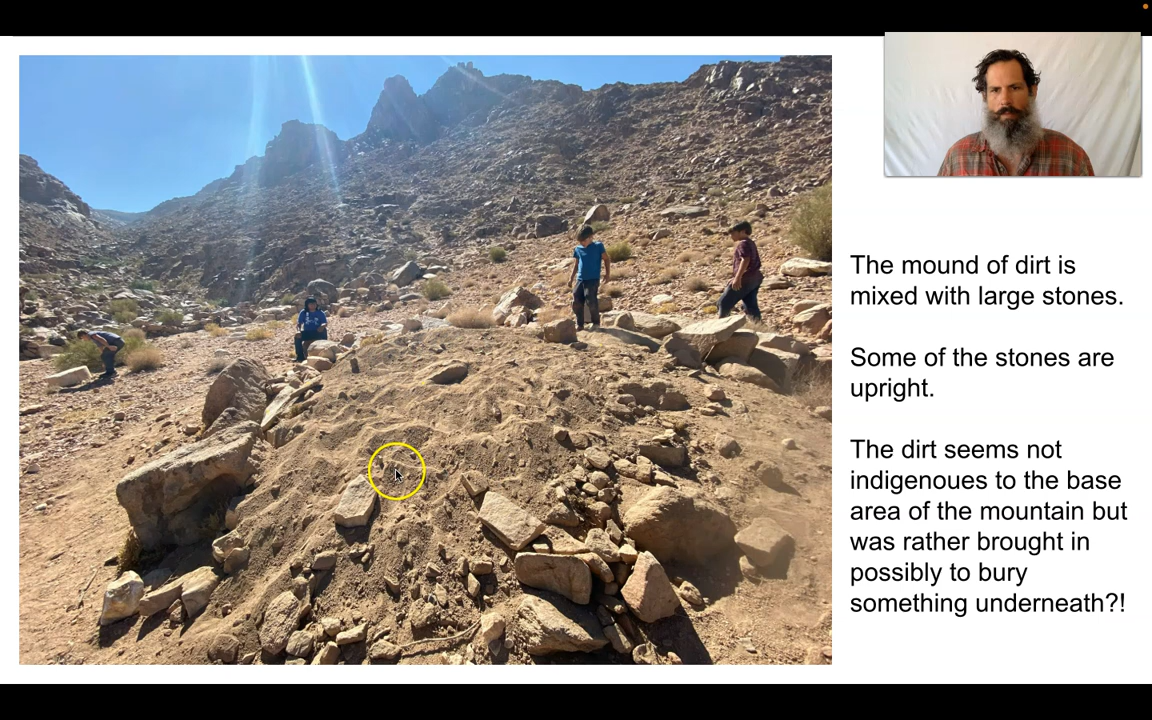 The mound of dirt is
mixed with large stones.
Some of the stones are
upright.
The dirt seems not
indigenoues to the base
area of the mountain but
was rather brought in
possibly to bury
something underneath?!